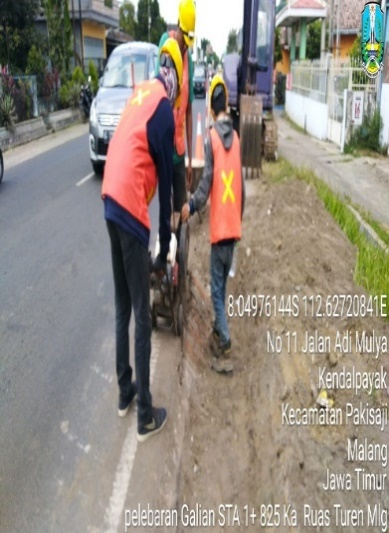 8.04976144S 112.62720841E
No 11 Jalan Adi Mulya
Kendalpayak
Kecamatan Pakisaji
Malang
Jawa Timur
pelebaran Galian STA 1+ 825 Ka Ruas Turen Mlg